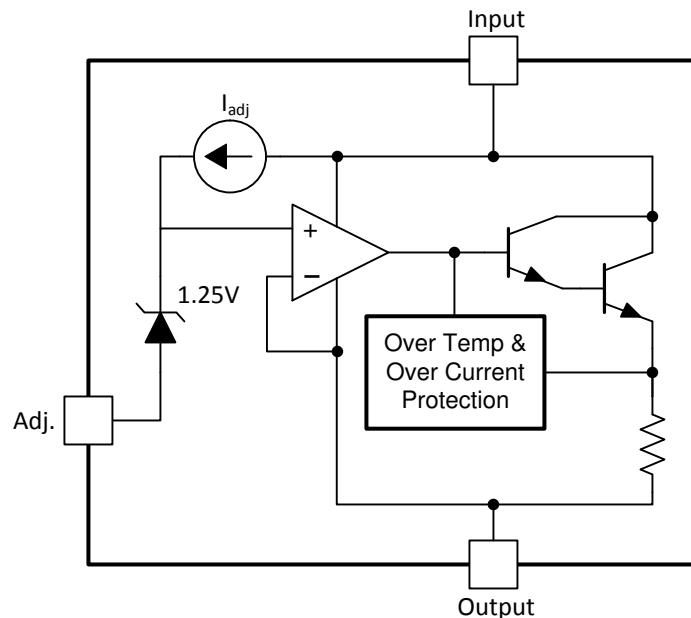 Input
I_adj
+
−
1.25V
Over Temp &
Over Current
Protection
Adj.
Output